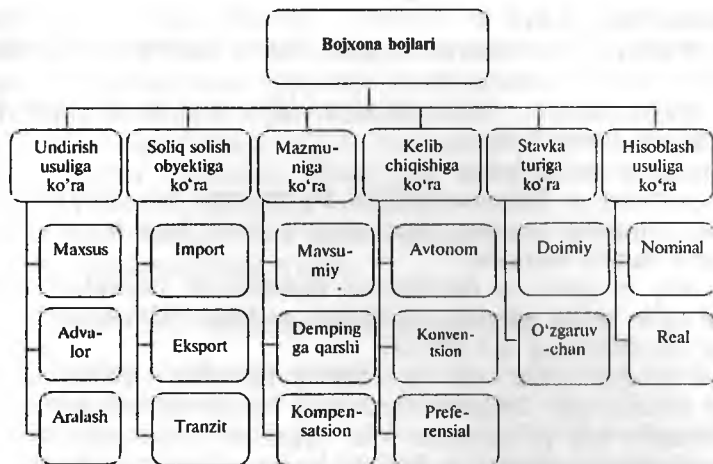 Bojxona bojlari
Undirish
usuliga
ko'ra
Soliq solish
obyektiga
ko‘ra
Mazmu-
niga
ko‘ra
Kelib
chiqishiga
ko‘ra
Stavka
turiga
ko‘ra
Hisoblash
usuliga
ko‘ra
Maxsus
Import
Mavsu-
miy
Avtonom
Doimiy
Nominal
Adva-
lor
Eksport
Demping
ga qarshi
Konven-
tsion
O‘zgaruv
-chan
Real
Aralash
Tranzit
Kompen-
satsion
Prefe-
rensial